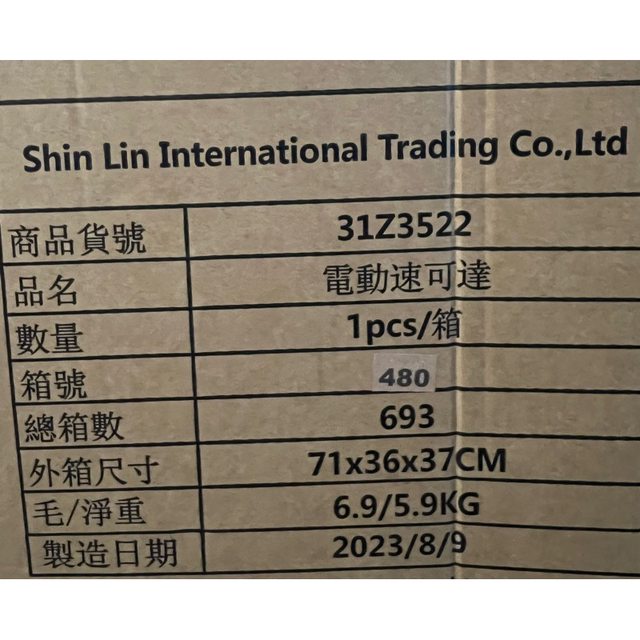 Shin Lin International Trading Co.,Ltd
商品貨號 31Z3522
品名 電動速可達
數量 1pcs/箱
箱號 480
總箱數 693
外箱尺寸 71x36x37CM
毛/淨重 6.9/5.9KG
製造日期 2023/8/9